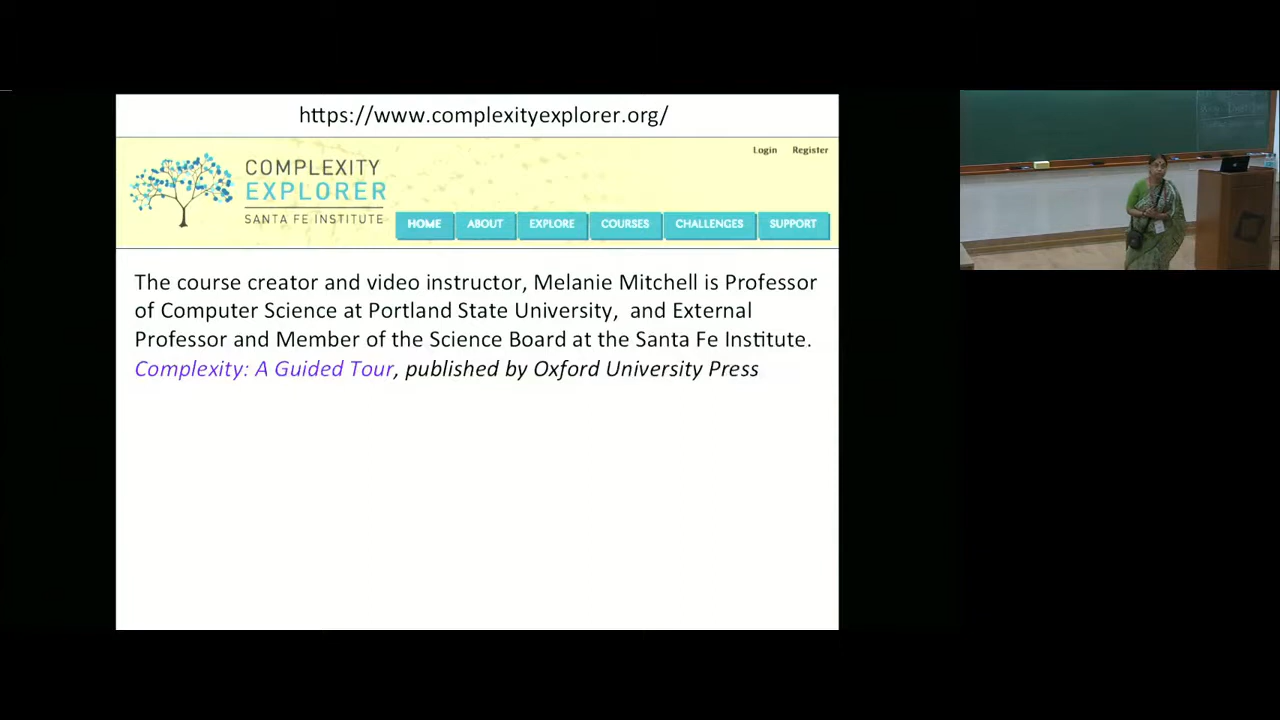 https://www.complexityexplorer.org/
Login Register
COMPLEXITY
EXPLORER
SANTA FE INSTITUTE
HOME ABOUT EXPLORE COURSES CHALLENGES SUPPORT
The course creator and video instructor, Melanie Mitchell is Professor
of Computer Science at Portland State University, and External
Professor and Member of the Science Board at the Santa Fe Institute.
Complexity: A Guided Tour, published by Oxford University Press